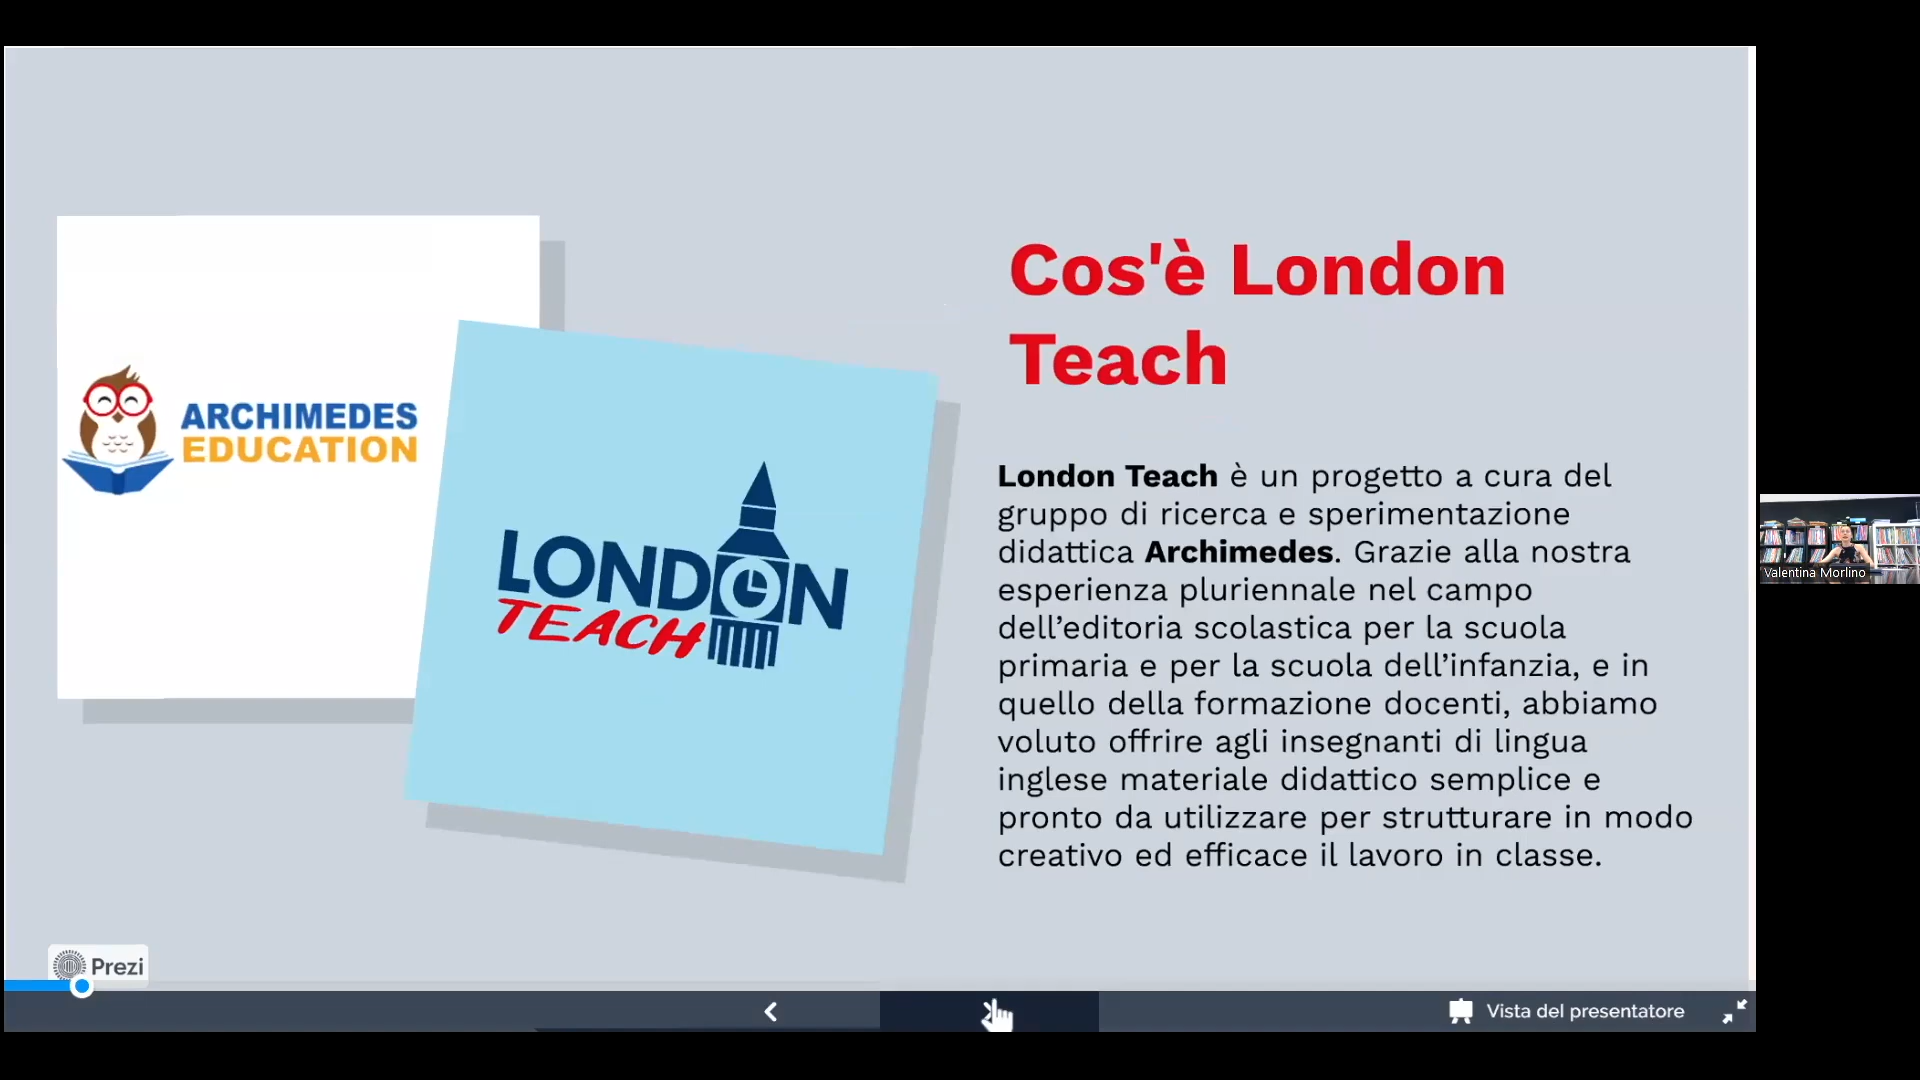 Cos'è London
Teach
ARCHIMEDES
EDUCATION
LONDON
TEACH
London Teach è un progetto a cura del
gruppo di ricerca e sperimentazione
didattica Archimedes. Grazie alla nostra
esperienza pluriennale nel campo
dell’editoria scolastica per la scuola
primaria e per la scuola dell’infanzia, e in
quello della formazione docenti, abbiamo
voluto offrire agli insegnanti di lingua
inglese materiale didattico semplice e
pronto da utilizzare per strutturare in modo
creativo ed efficace il lavoro in classe.
Valentina Morlino
Prezi
Vista del presentatore